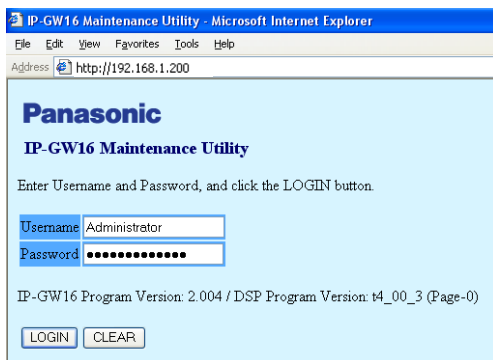 IP-GW16 Maintenance Utility - Microsoft Internet Explorer
File Edit View Favorites Tools Help
Address http://192.168.1.200
Panasonic
IP-GW16 Maintenance Utility
Enter Username and Password, and click the LOGIN button.
Username Administrator
Password ●●●●●●●●●●●●●
IP-GW16 Program Version: 2.004 / DSP Program Version: t4_00_3 (Page-0)
LOGIN CLEAR